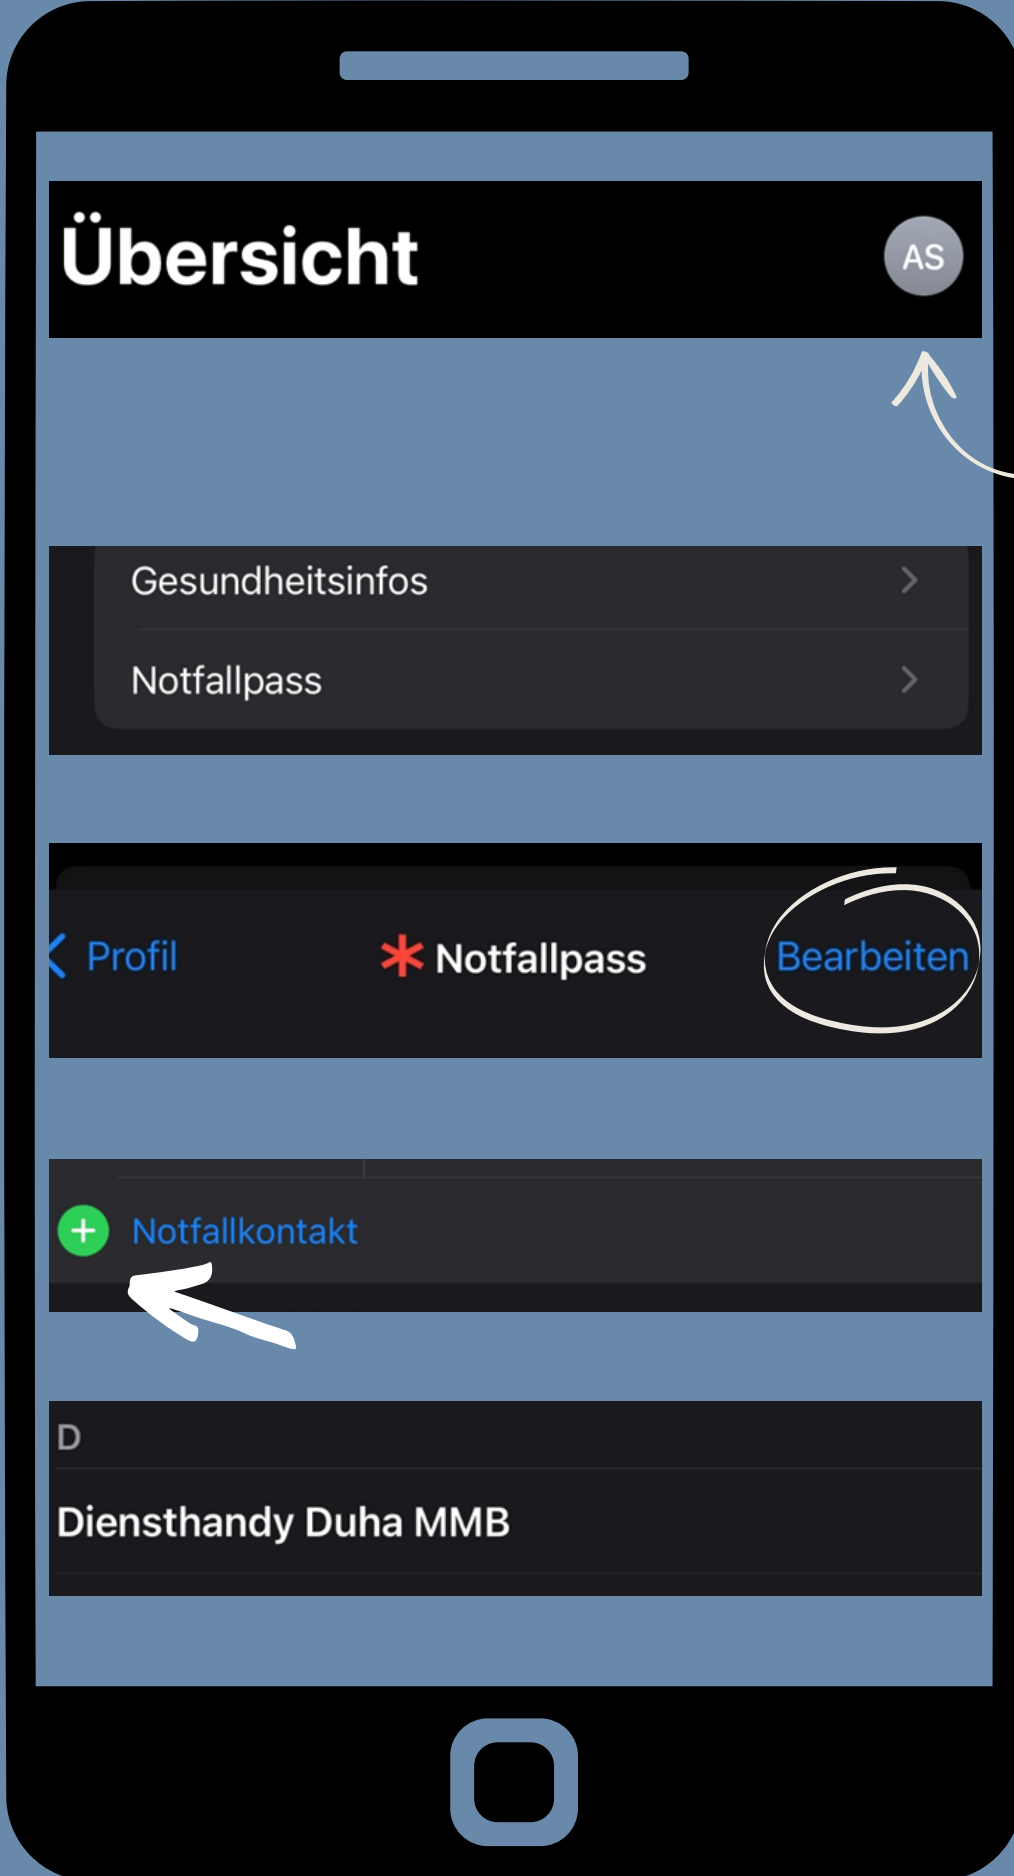 Übersicht
AS
Gesundheitsinfos
Notfallpass
Profil
Notfallpass
Bearbeiten
Notfallkontakt
D
Diensthandy Duha MMB